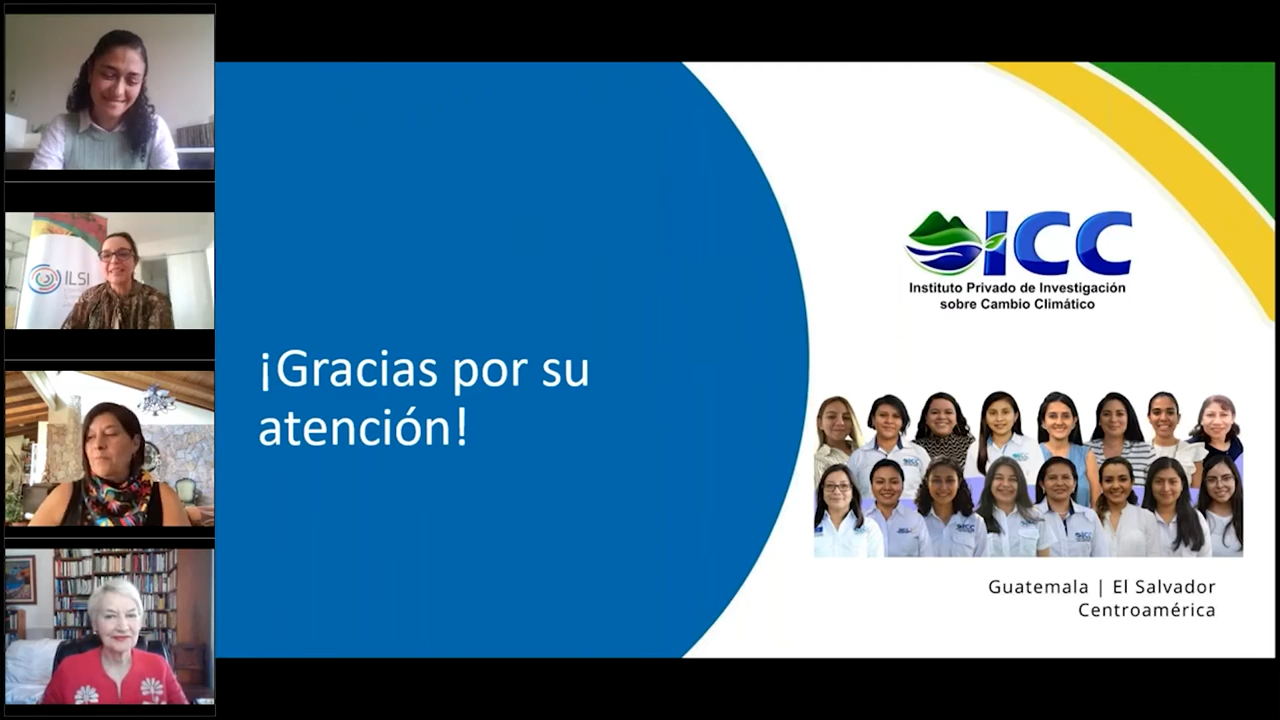 ILSI
¡Gracias por su
atención!
ICC
Instituto Privado de Investigación
sobre Cambio Climático
Guatemala | El Salvador
Centroamérica